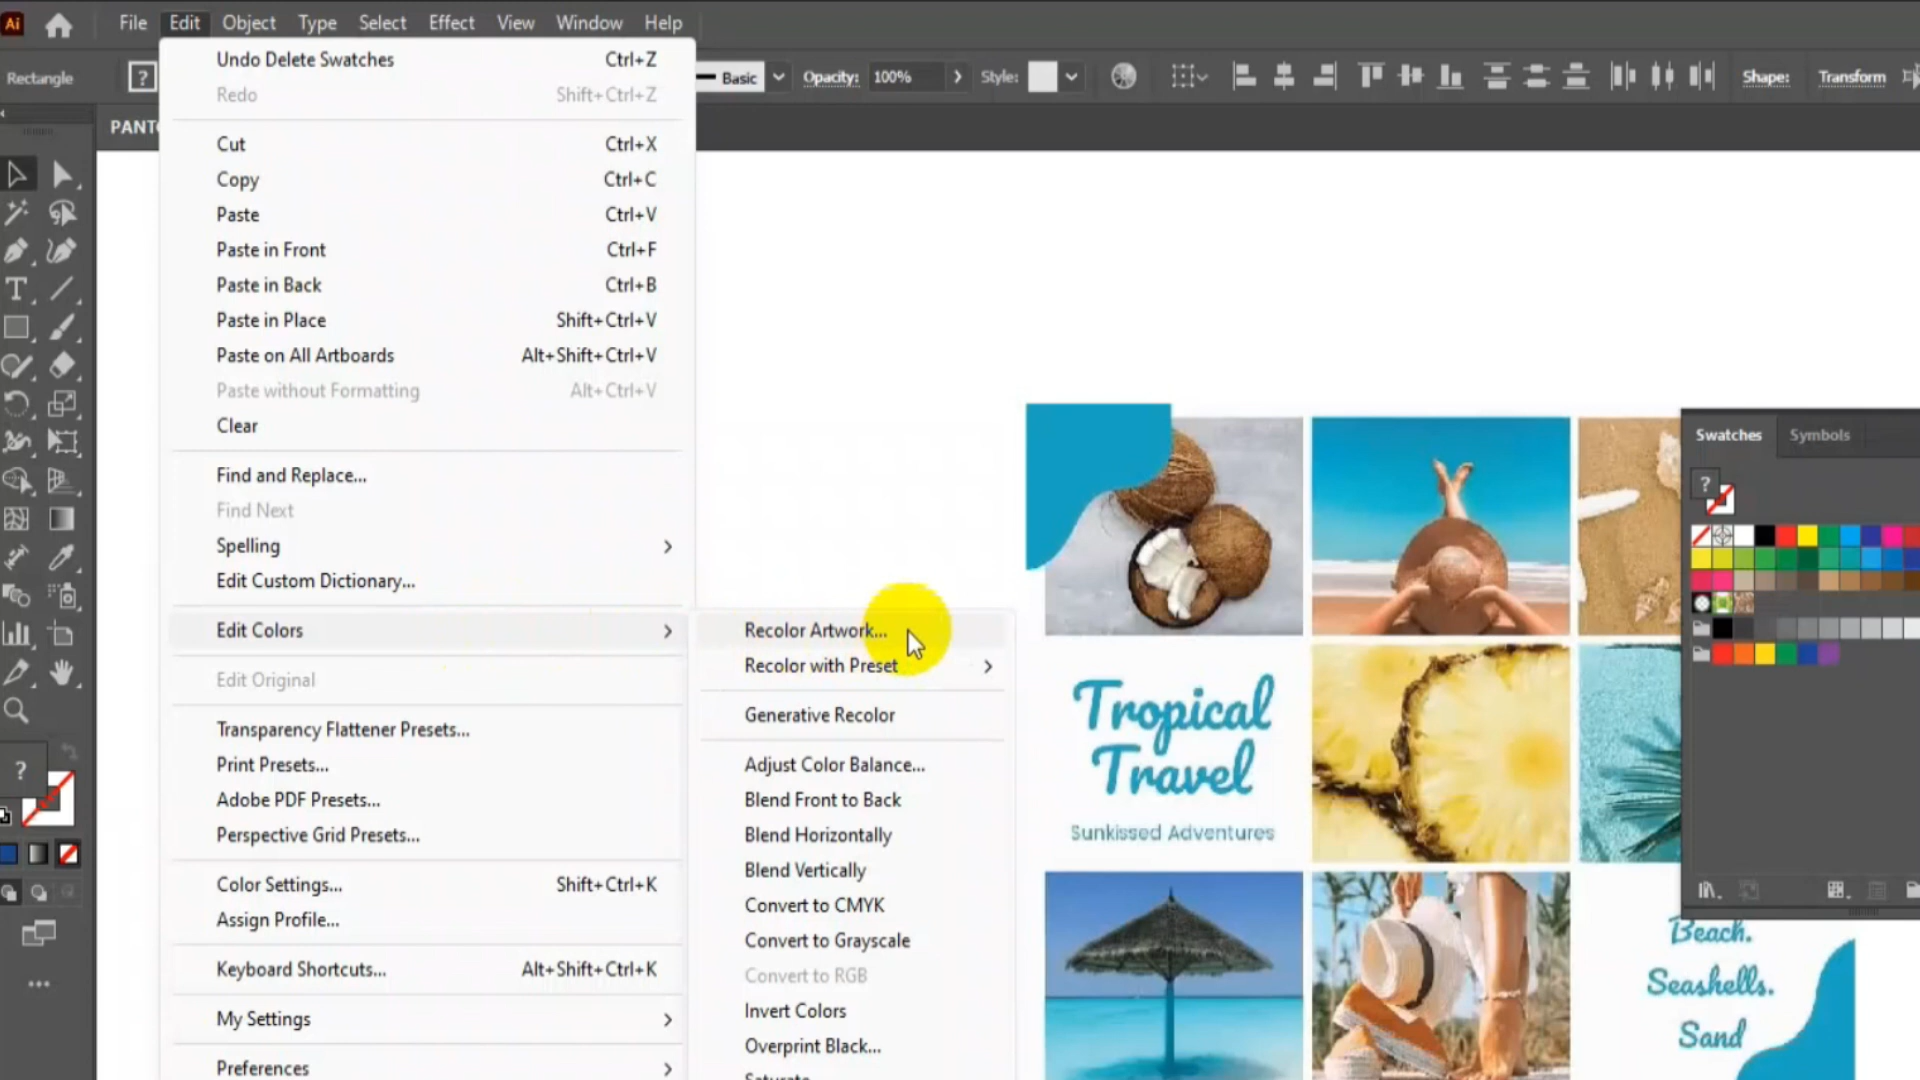 Ai File Edit Object Type Select Effect View Window Help
Rectangle ? Basic Opacity: 100% Style: Shape: Transform
Undo Delete Swatches Ctrl+Z
Redo Shift+Ctrl+Z
Cut Ctrl+X
Copy Ctrl+C
Paste Ctrl+V
Paste in Front Ctrl+F
Paste in Back Ctrl+B
Paste in Place Shift+Ctrl+V
Paste on All Artboards Alt+Shift+Ctrl+V
Paste without Formatting Alt+Ctrl+V
Clear
Find and Replace...
Find Next
Spelling
Edit Custom Dictionary...
Edit Colors
Edit Original
Transparency Flattener Presets...
Print Presets...
Adobe PDF Presets...
Perspective Grid Presets...
Color Settings... Shift+Ctrl+K
Assign Profile...
Keyboard Shortcuts... Alt+Shift+Ctrl+K
My Settings
Preferences
Recolor Artwork...
Recolor with Preset
Generative Recolor
Adjust Color Balance...
Blend Front to Back
Blend Horizontally
Blend Vertically
Convert to CMYK
Convert to Grayscale
Convert to RGB
Invert Colors
Overprint Black...
Tropical
Travel
Sunkissed Adventures
Beach.
Seashells.
Sand
Swatches Symbols
?
?